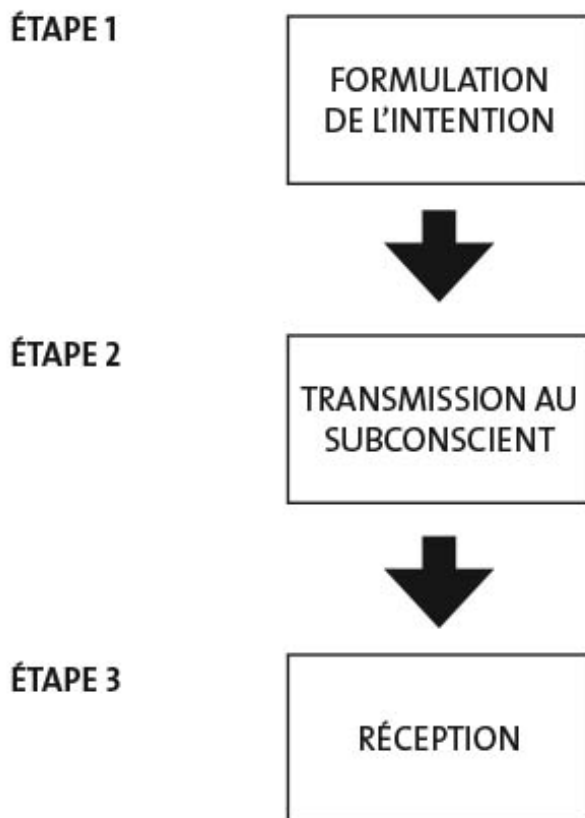 ÉTAPE 1
FORMULATION
DE L'INTENTION
ÉTAPE 2
TRANSMISSION AU
SUBCONSCIENT
ÉTAPE 3
RÉCEPTION